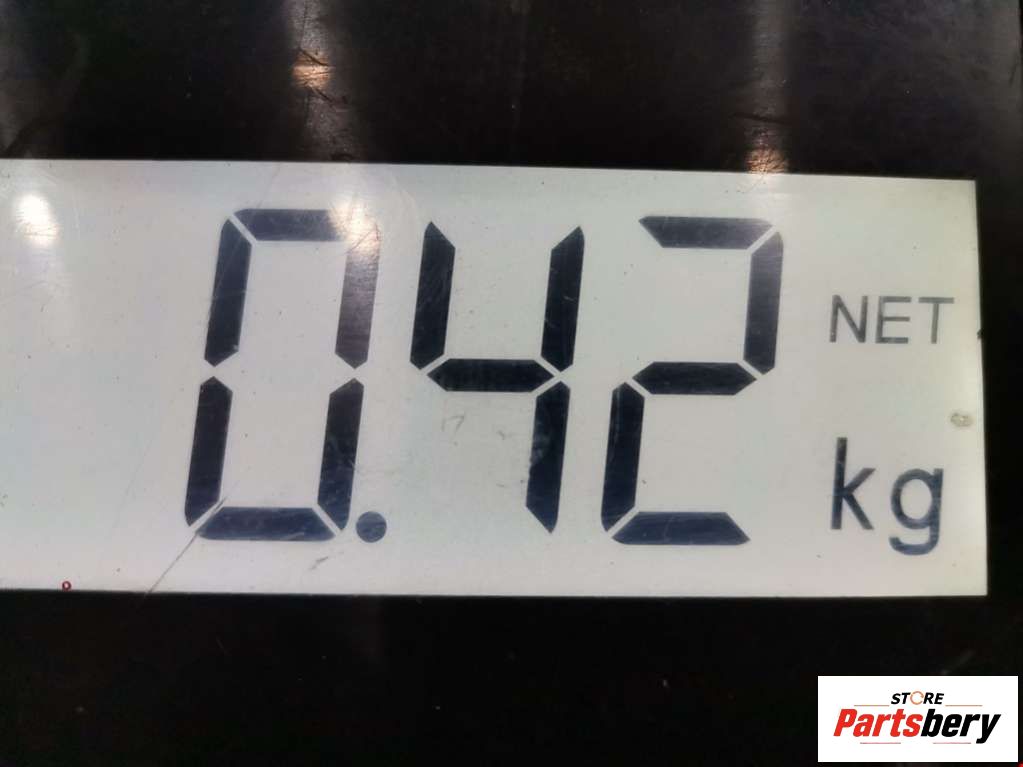 0.42 NET
kg
STORE
Partsbery